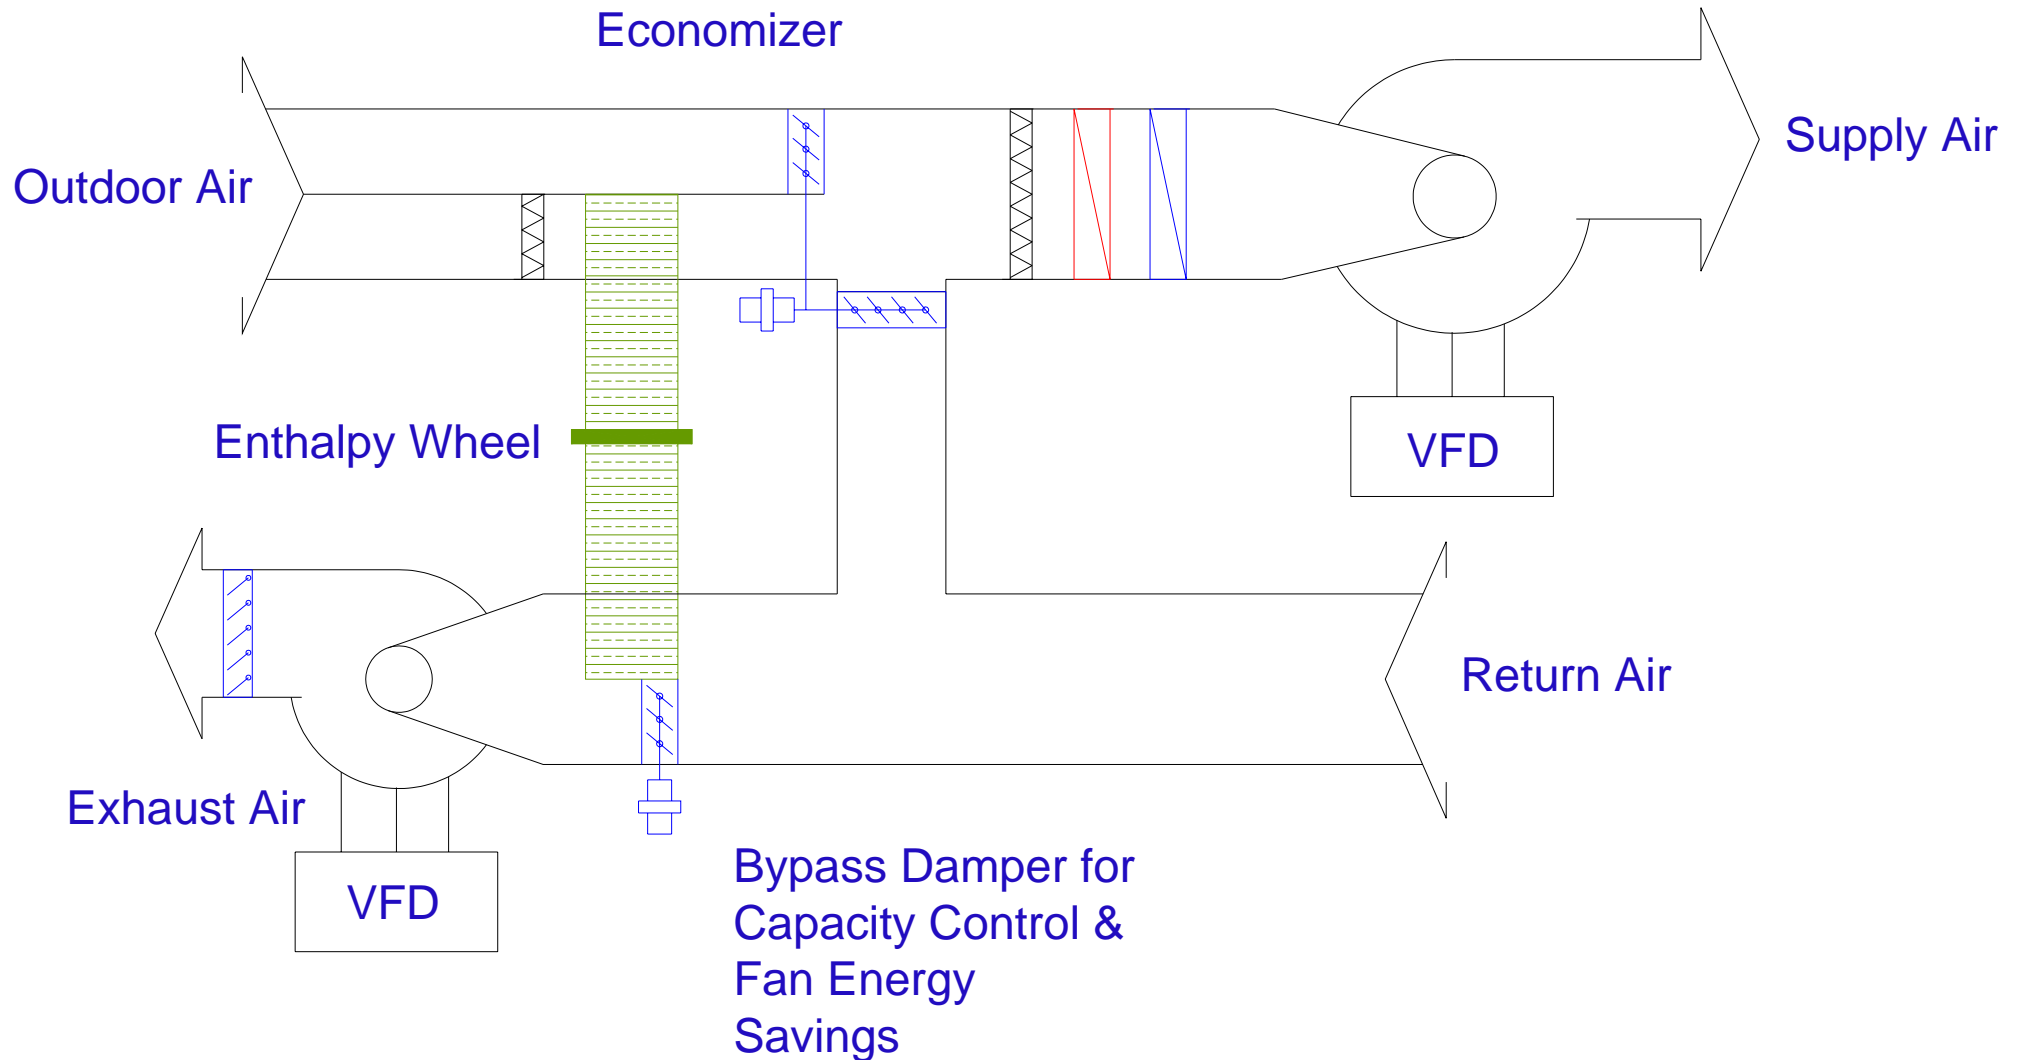 Economizer
Supply Air
Outdoor Air
Enthalpy Wheel
VFD
Return Air
Exhaust Air
VFD
Bypass Damper for
Capacity Control &
Fan Energy
Savings